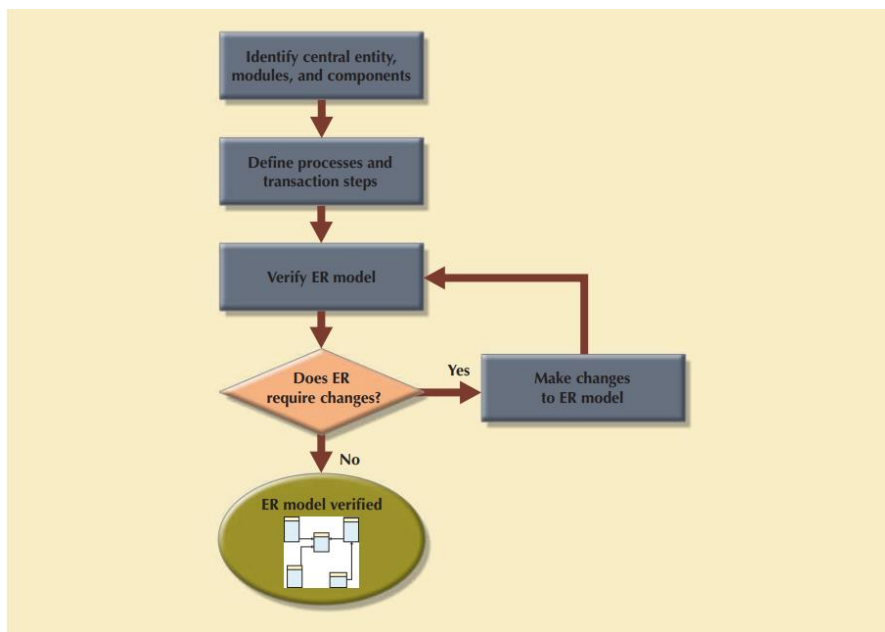 Identify central entity,
modules, and components
Define processes and
transaction steps
Verify ER model
Does ER
require changes?
Yes
Make changes
to ER model
No
ER model verified